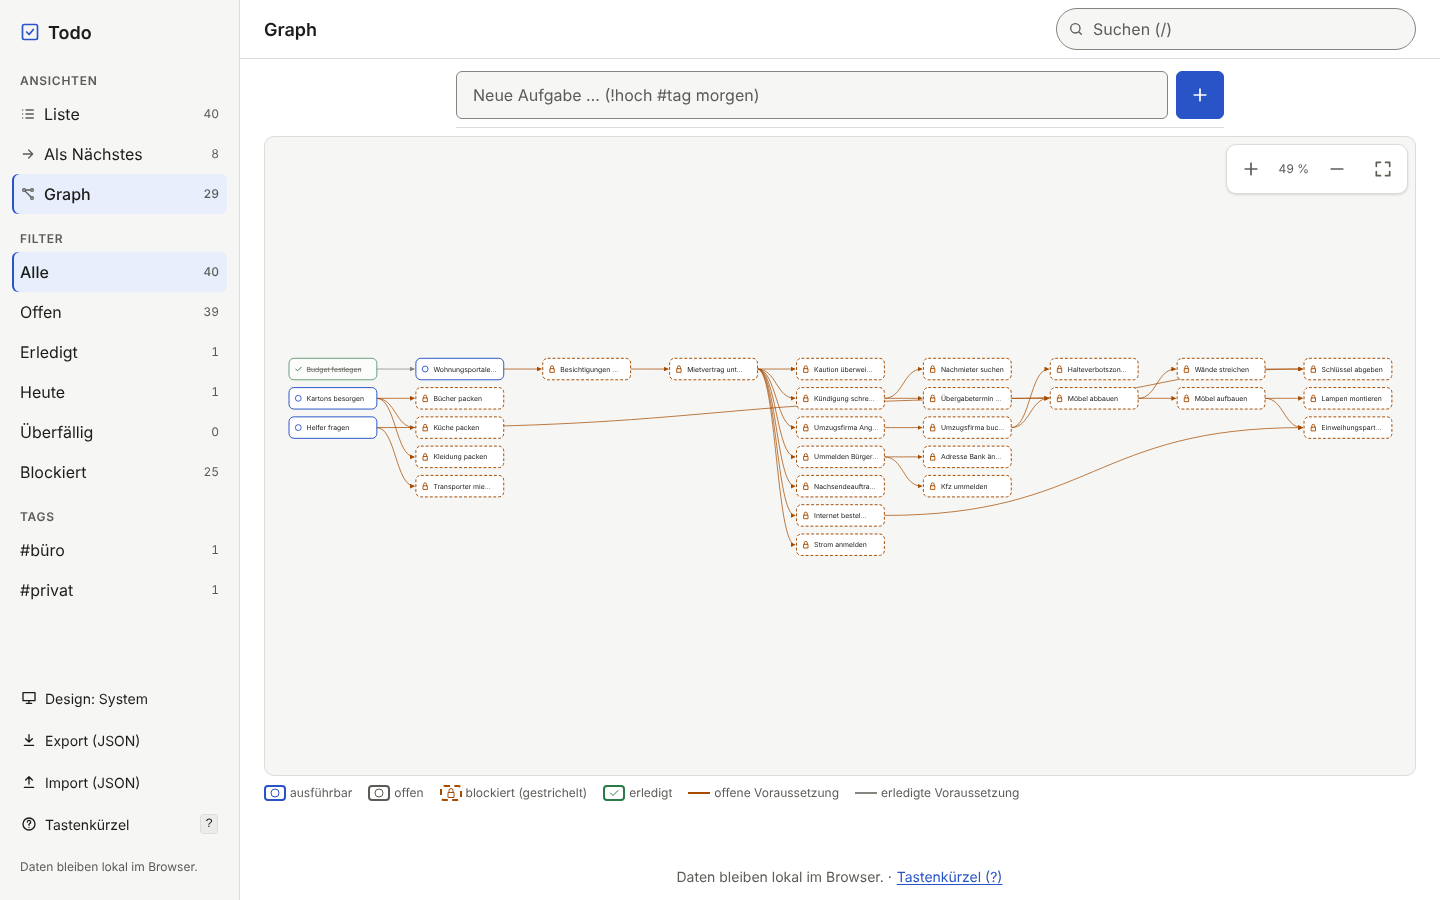 Todo
ANSICHTEN
Liste 40
Als Nächstes 8
Graph 29
FILTER
Alle 40
Offen 39
Erledigt 1
Heute 1
Überfällig 0
Blockiert 25
TAGS
#büro 1
#privat 1
Design: System
Export (JSON)
Import (JSON)
Tastenkürzel ?
Daten bleiben lokal im Browser.
Graph
Suchen (/)
Neue Aufgabe … (!hoch #tag morgen)
49 %
Budget festlegen
Wohnungsportale…
Besichtigungen …
Mietvertrag unt…
Kaution überwei…
Nachmieter suchen
Halteverbotszon…
Wände streichen
Schlüssel abgeben
Kartons besorgen
Bücher packen
Kündigung schre…
Übergabetermin …
Möbel abbauen
Möbel aufbauen
Lampen montieren
Helfer fragen
Küche packen
Umzugsfirma Ang…
Umzugsfirma buc…
Einweihungspart…
Kleidung packen
Ummelden Bürger…
Adresse Bank än…
Transporter mie…
Nachsendeauftra…
Kfz ummelden
Internet bestel…
Strom anmelden
ausführbar
offen
blockiert (gestrichelt)
erledigt
offene Voraussetzung
erledigte Voraussetzung
Daten bleiben lokal im Browser. · Tastenkürzel (?)